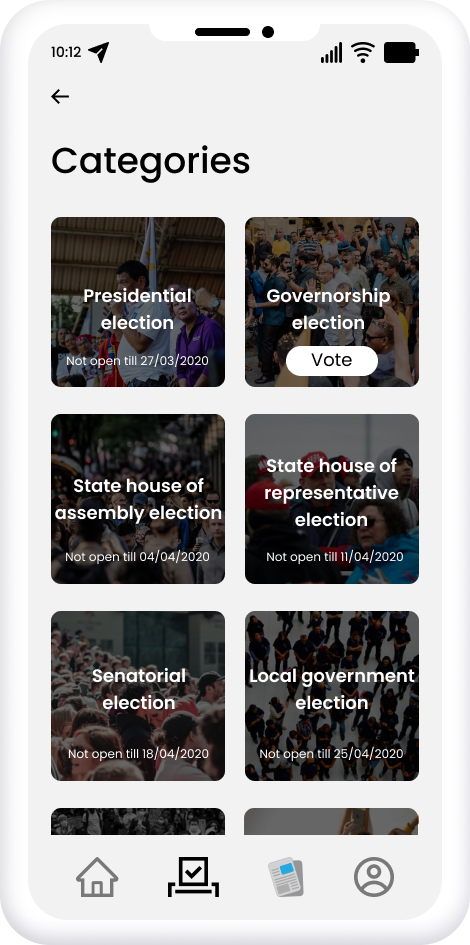 10:12
Categories
Presidential
election
Not open till 27/03/2020
Governorship
election
Vote
State house of
assembly election
Not open till 04/04/2020
State house of
representative
election
Not open till 11/04/2020
Senatorial
election
Not open till 18/04/2020
Local government
election
Not open till 25/04/2020